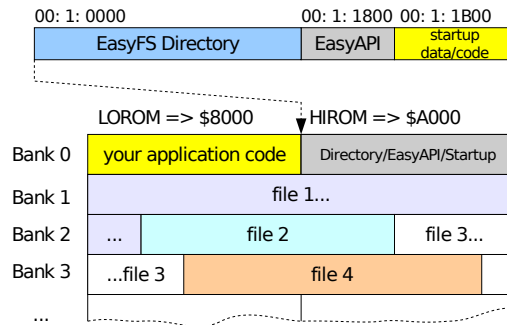 00: 1: 0000 00: 1: 1800 00: 1: 1B00
EasyFS Directory EasyAPI startup
data/code
LOROM => $8000 HIROM => $A000
Bank 0 your application code Directory/EasyAPI/Startup
Bank 1 file 1...
Bank 2 ... file 2 file 3...
Bank 3 ...file 3 file 4
...